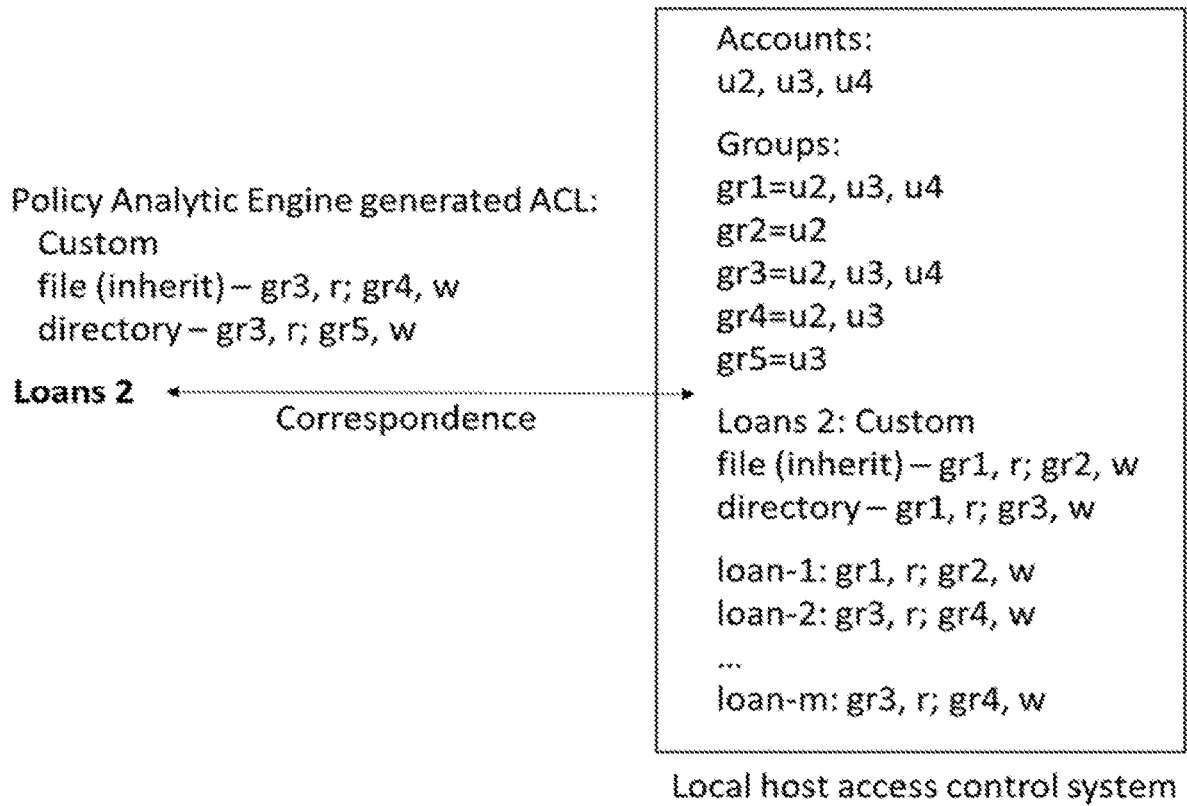 Policy Analytic Engine generated ACL:
Custom
file (inherit) – gr3, r; gr4, w
directory – gr3, r; gr5, w
Loans 2
Correspondence
Accounts:
u2, u3, u4
Groups:
gr1=u2, u3, u4
gr2=u2
gr3=u2, u3, u4
gr4=u2, u3
gr5=u3
Loans 2: Custom
file (inherit) – gr1, r; gr2, w
directory – gr1, r; gr3, w
loan-1: gr1, r; gr2, w
loan-2: gr3, r; gr4, w
...
loan-m: gr3, r; gr4, w
Local host access control system